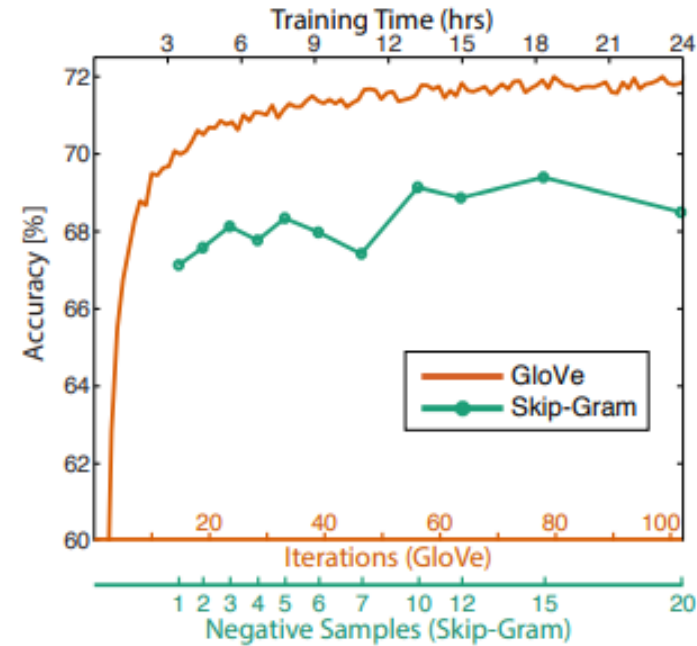 Training Time (hrs)
3 6 9 12 15 18 21 24
72
70
68
66
64
62
60
Accuracy [%]
GloVe
Skip-Gram
20 40 60 80 100
Iterations (GloVe)
1 2 3 4 5 6 7 10 12 15 20
Negative Samples (Skip-Gram)